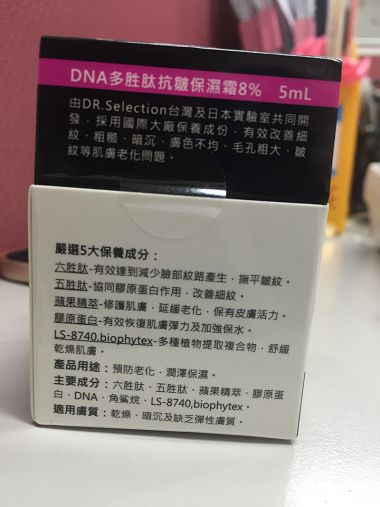 DNA多胜肽抗皺保濕霜8% 5mL
由DR.Selection台灣及日本實驗室共同開
發，採用國際大廠保養成份，有效改善細
紋、粗糙、暗沉、膚色不均、毛孔粗大、皺
紋等肌膚老化問題。
嚴選5大保養成分：
六胜肽-有效達到減少臉部紋路產生，撫平皺紋。
五胜肽-協同膠原蛋白作用，改善細紋。
蘋果精萃-修護肌膚，延緩老化，保有皮膚活力。
膠原蛋白-有效恢復肌膚彈力及加強保水。
LS-8740,biophytex-多種植物提取複合物，舒緩
乾燥肌膚。
產品用途：預防老化，潤澤保濕。
主要成分：六胜肽、五胜肽、蘋果精萃、膠原蛋
白、DNA、角鯊烷、LS-8740,biophytex。
適用膚質：乾燥、暗沉及缺乏彈性膚質。